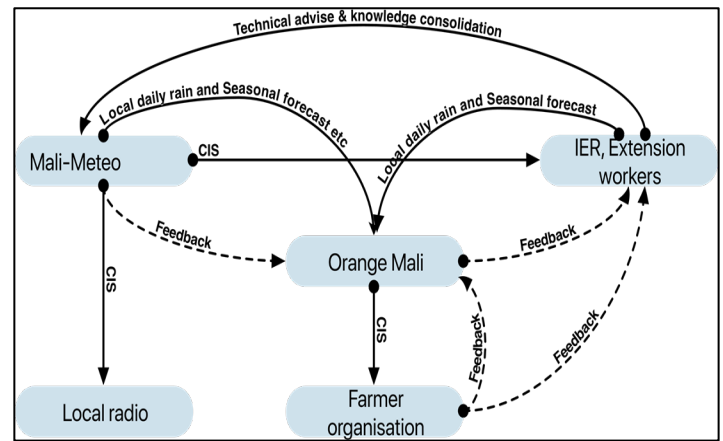 Technical advise & knowledge consolidation
Local daily rain and Seasonal forecast etc
Local daily rain and Seasonal forecast
Mali-Meteo
CIS
IER, Extension
workers
Feedback
Orange Mali
Feedback
CIS
CIS
Feedback
Feedback
Local radio
Farmer
organisation